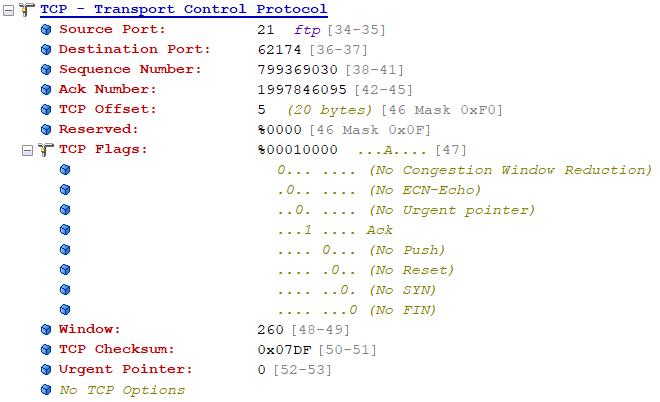 TCP - Transport Control Protocol
Source Port: 21 ftp [34-35]
Destination Port: 62174 [36-37]
Sequence Number: 799369030 [38-41]
Ack Number: 1997846095 [42-45]
TCP Offset: 5 (20 bytes) [46 Mask 0xF0]
Reserved: %0000 [46 Mask 0x0F]
TCP Flags: %00010000 ...A.... [47]
0... .... (No Congestion Window Reduction)
.0.. .... (No ECN-Echo)
..0. .... (No Urgent pointer)
...1 .... Ack
.... 0... (No Push)
.... .0.. (No Reset)
.... ..0. (No SYN)
.... ...0 (No FIN)
Window: 260 [48-49]
TCP Checksum: 0x07DF [50-51]
Urgent Pointer: 0 [52-53]
No TCP Options